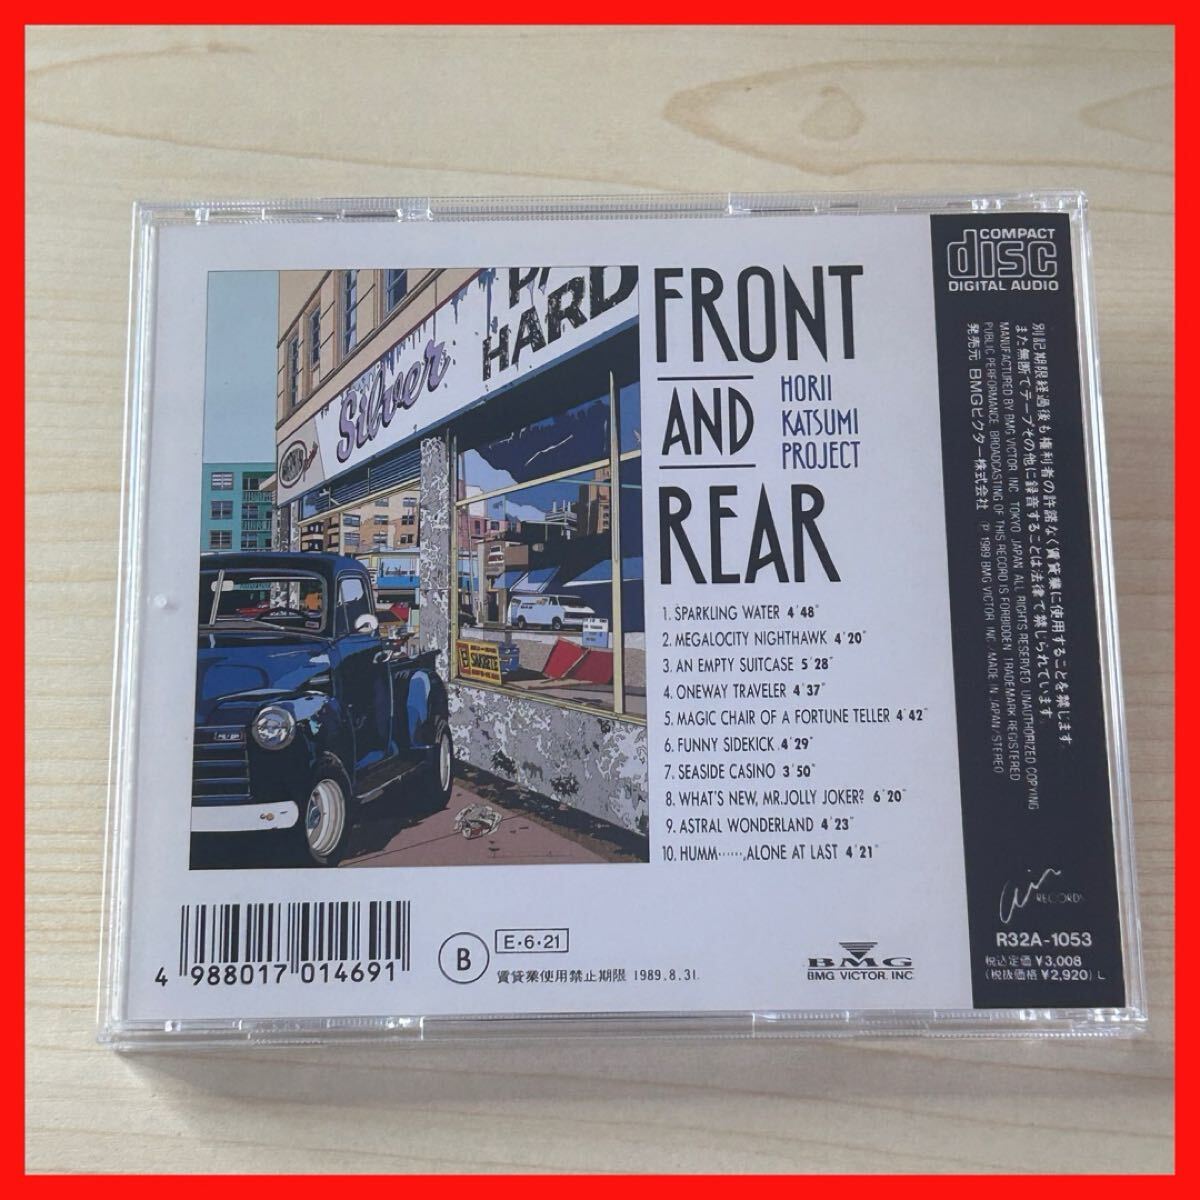 PA
HARD
Silver
FRONT
AND
REAR
HORII
KATSUMI
PROJECT
1. SPARKLING WATER 4'48"
2. MEGALOCITY NIGHTHAWK 4'20"
3. AN EMPTY SUITCASE 5'28"
4. ONEWAY TRAVELER 4'37"
5. MAGIC CHAIR OF A FORTUNE TELLER 4'42"
6. FUNNY SIDEKICK 4'29"
7. SEASIDE CASINO 3'50"
8. WHAT'S NEW, MR.JOLLY JOKER? 6'20"
9. ASTRAL WONDERLAND 4'23"
10. HUMM……,ALONE AT LAST 4'21"
4 988017 014691
B
E・6・21
賃貸業使用禁止期限 1989.8.31.
BMG
BMG VICTOR, INC.
COMPACT
disc
DIGITAL AUDIO
別記期限経過後も権利者の許諾なく賃貸業に使用することを禁じます。
また無断でテープその他に録音することは法律で禁じられています。
MANUFACTURED BY BMG VICTOR INC. TOKYO JAPAN. ALL RIGHTS RESERVED. UNAUTHORIZED COPYING
PUBLIC PERFORMANCE, BROADCASTING OF THIS RECORD IS FORBIDDEN. TRADEMARK REGISTERED
発売元 BMGビクター株式会社 ℗ 1989 BMG VICTOR, INC./MADE IN JAPAN/STEREO
air
RECORDS
R32A-1053
税込定価 ¥3,008
(税抜価格 ¥2,920) L